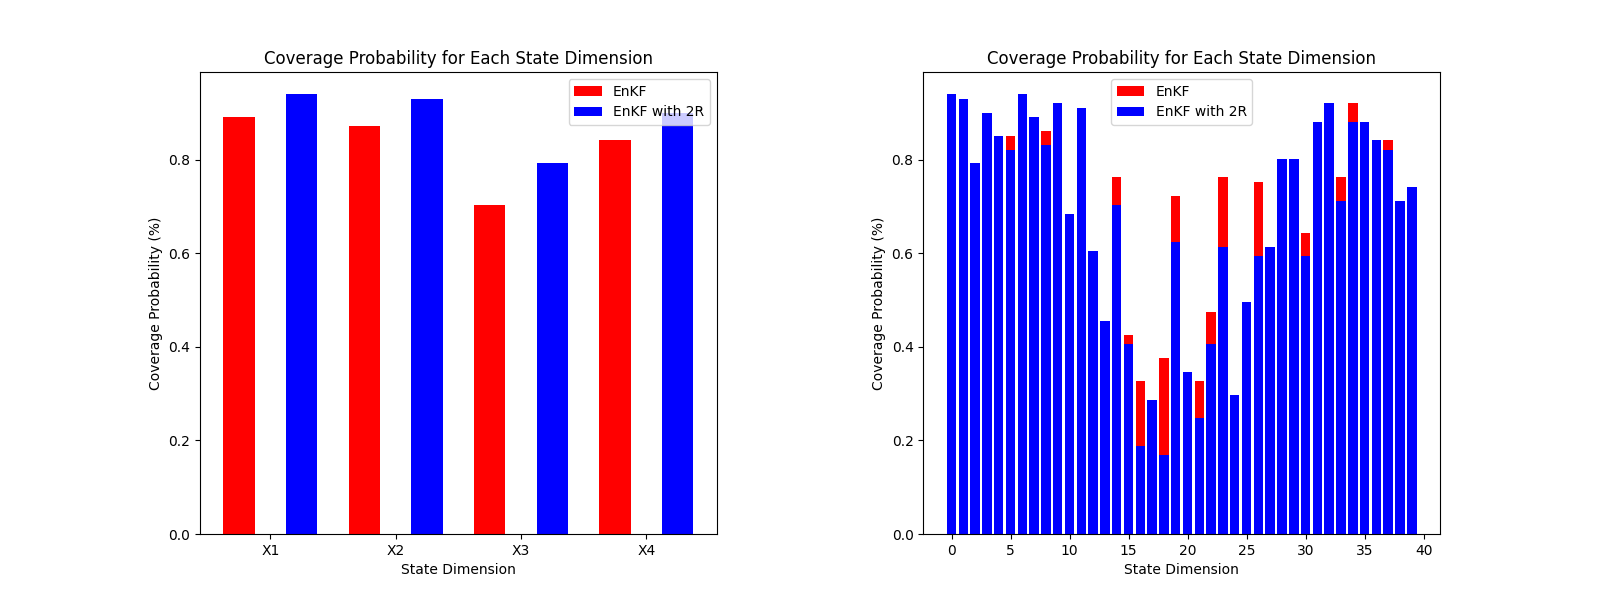 Coverage Probability for Each State Dimension
EnKF
EnKF with 2R
Coverage Probability (%)
0.8
0.6
0.4
0.2
0.0
X1 X2 X3 X4
State Dimension
Coverage Probability for Each State Dimension
EnKF
EnKF with 2R
Coverage Probability (%)
0.8
0.6
0.4
0.2
0.0
0 5 10 15 20 25 30 35 40
State Dimension